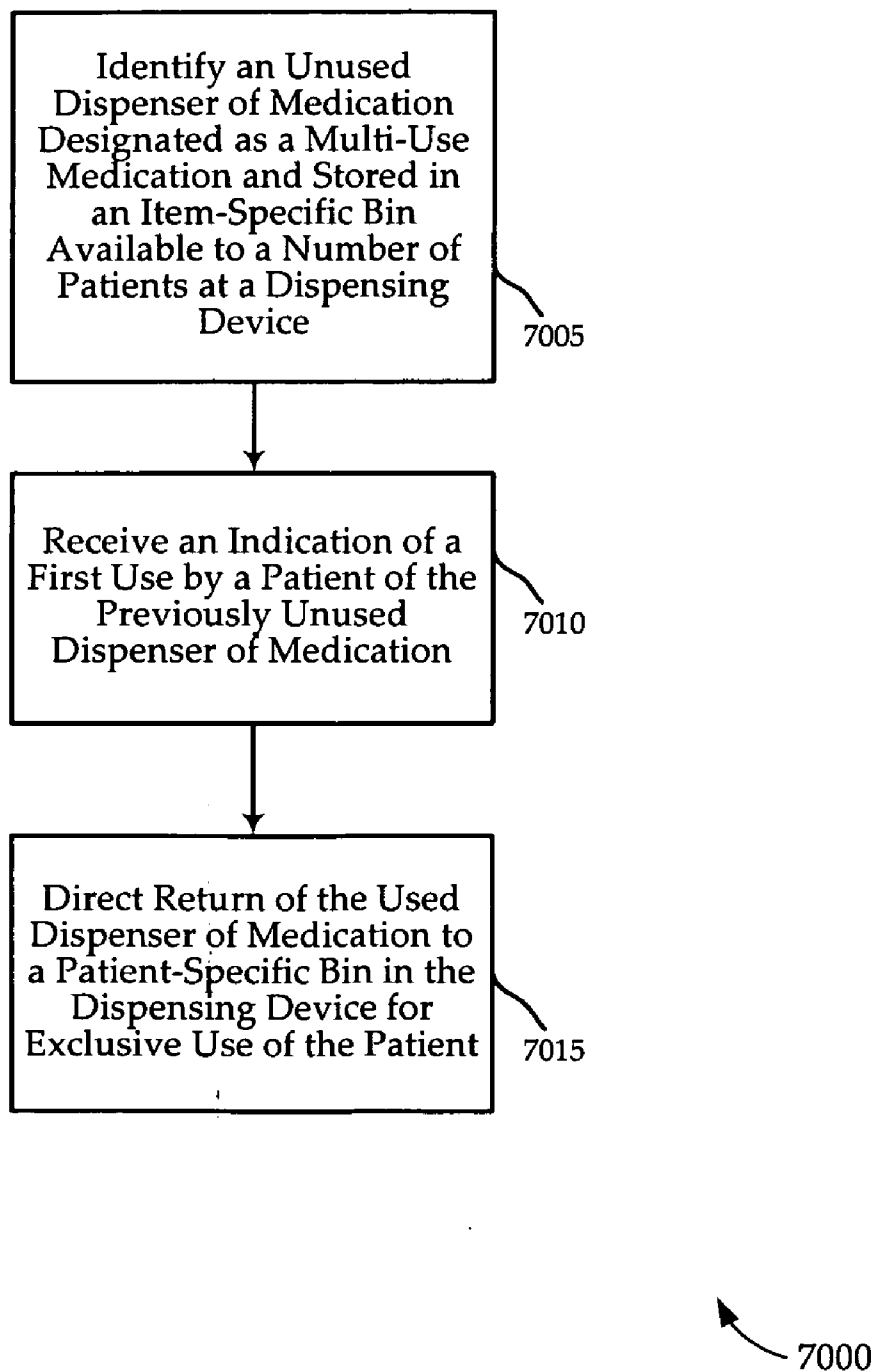 Identify an Unused
Dispenser of Medication
Designated as a Multi-Use
Medication and Stored in
an Item-Specific Bin
Available to a Number of
Patients at a Dispensing
Device
7005
Receive an Indication of a
First Use by a Patient of the
Previously Unused
Dispenser of Medication
7010
Direct Return of the Used
Dispenser of Medication to
a Patient-Specific Bin in the
Dispensing Device for
Exclusive Use of the Patient
7015
7000